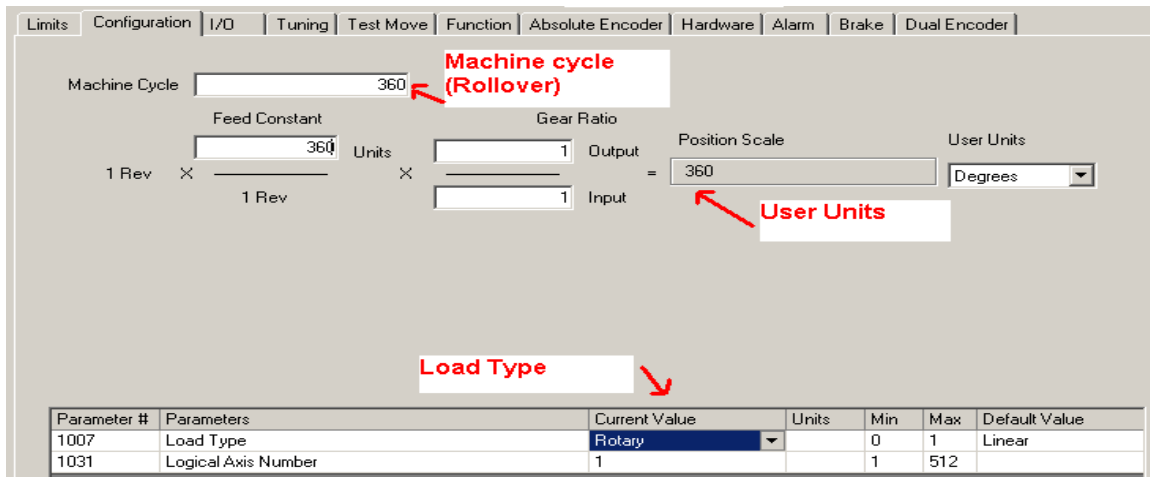 Limits Configuration I/O Tuning Test Move Function Absolute Encoder Hardware Alarm Brake Dual Encoder
Machine cycle
(Rollover)
Machine Cycle 360
Feed Constant Gear Ratio
Position Scale User Units
360 Units 1 Output
1 Rev X X = 360 Degrees
1 Rev 1 Input
User Units
Load Type
Parameter # Parameters Current Value Units Min Max Default Value
1007 Load Type Rotary 0 1 Linear
1031 Logical Axis Number 1 1 512